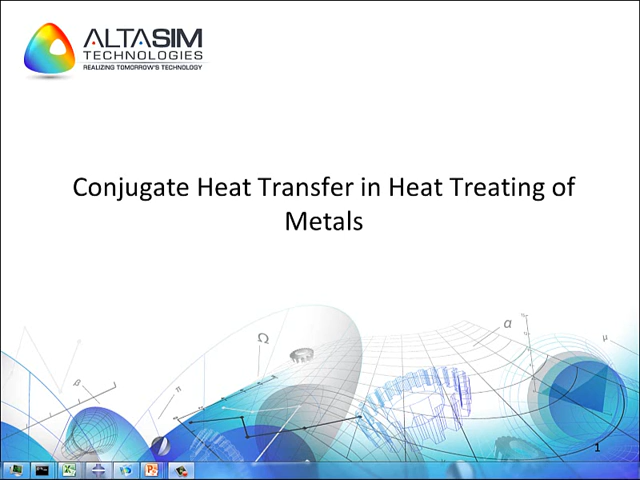 ALTASIM
TECHNOLOGIES
REALIZING TOMORROW'S TECHNOLOGY
Conjugate Heat Transfer in Heat Treating of
Metals
Ω
α
μ
β
π
1